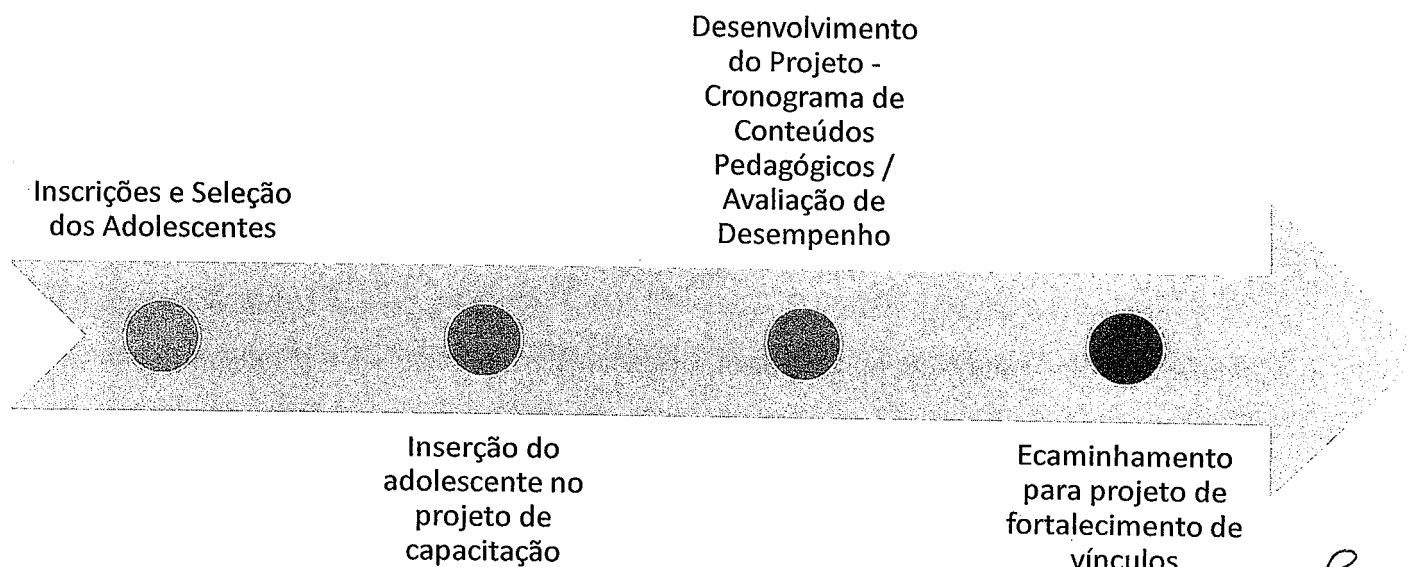 Inscrições e Seleção
dos Adolescentes
Inserção do
adolescente no
projeto de
capacitação
Desenvolvimento
do Projeto -
Cronograma de
Conteúdos
Pedagógicos /
Avaliação de
Desempenho
Ecaminhamento
para projeto de
fortalecimento de
vínculos